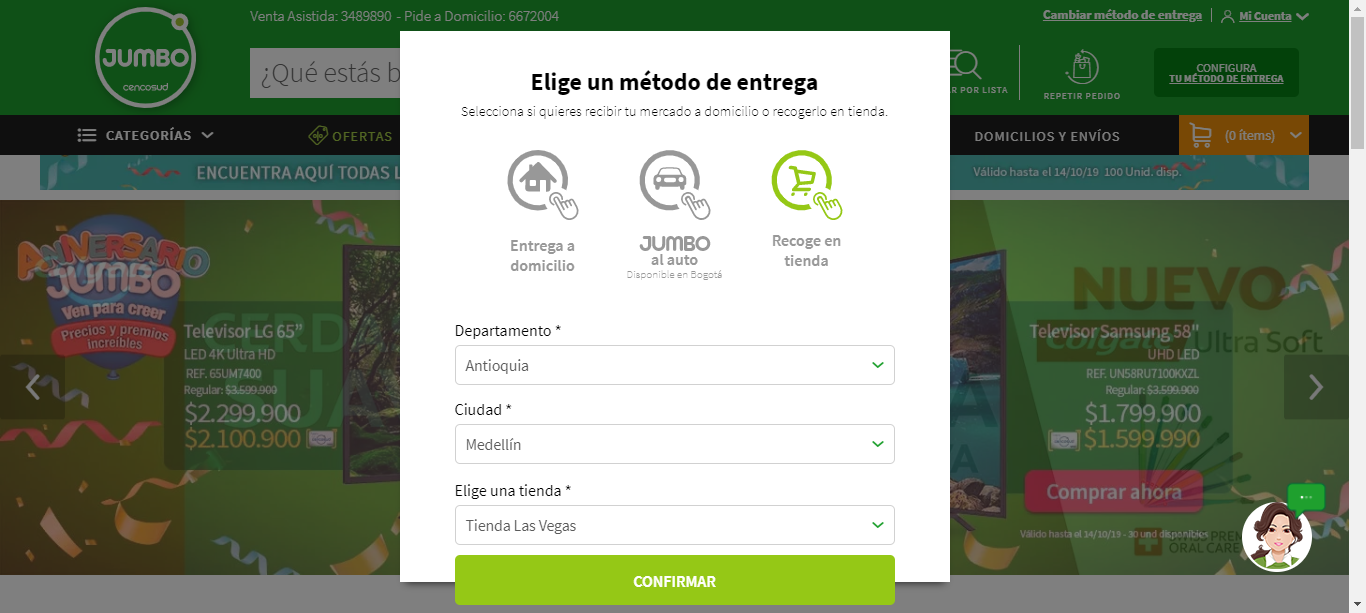 Venta Asistida: 3489890 - Pide a Domicilio: 6672004
Cambiar método de entrega
Mi Cuenta
JUMBO
cencosud
¿Qué estás b
R POR LISTA
REPETIR PEDIDO
CONFIGURA
TU MÉTODO DE ENTREGA
CATEGORÍAS
OFERTAS
DOMICILIOS Y ENVÍOS
(0 ítems)
ENCUENTRA AQUÍ TODAS L
Válido hasta el 14/10/19 100 Unid. disp.
Elige un método de entrega
Selecciona si quieres recibir tu mercado a domicilio o recogerlo en tienda.
Entrega a
domicilio
JUMBO
al auto
Disponible en Bogotá
Recoge en
tienda
Departamento *
Antioquia
Ciudad *
Medellín
Elige una tienda *
Tienda Las Vegas
CONFIRMAR
ANIVERSARIO
JUMBO
Ven para creer
Precios y premios
increíbles
Televisor LG 65”
LED 4K Ultra HD
REF. 65UM7400
Regular: $3.599.900
$2.299.900
$2.100.900
CERD
UA
NUEVO
Colgate Ultra Soft
Televisor Samsung 58"
UHD LED
REF. UN58RU7100KXZL
Regular: $3.599.900
$1.799.900
$1.599.990
Comprar ahora
Válido hasta el 14/10/19 - 30 und disponibles
SWISS PREM
ORAL CARE